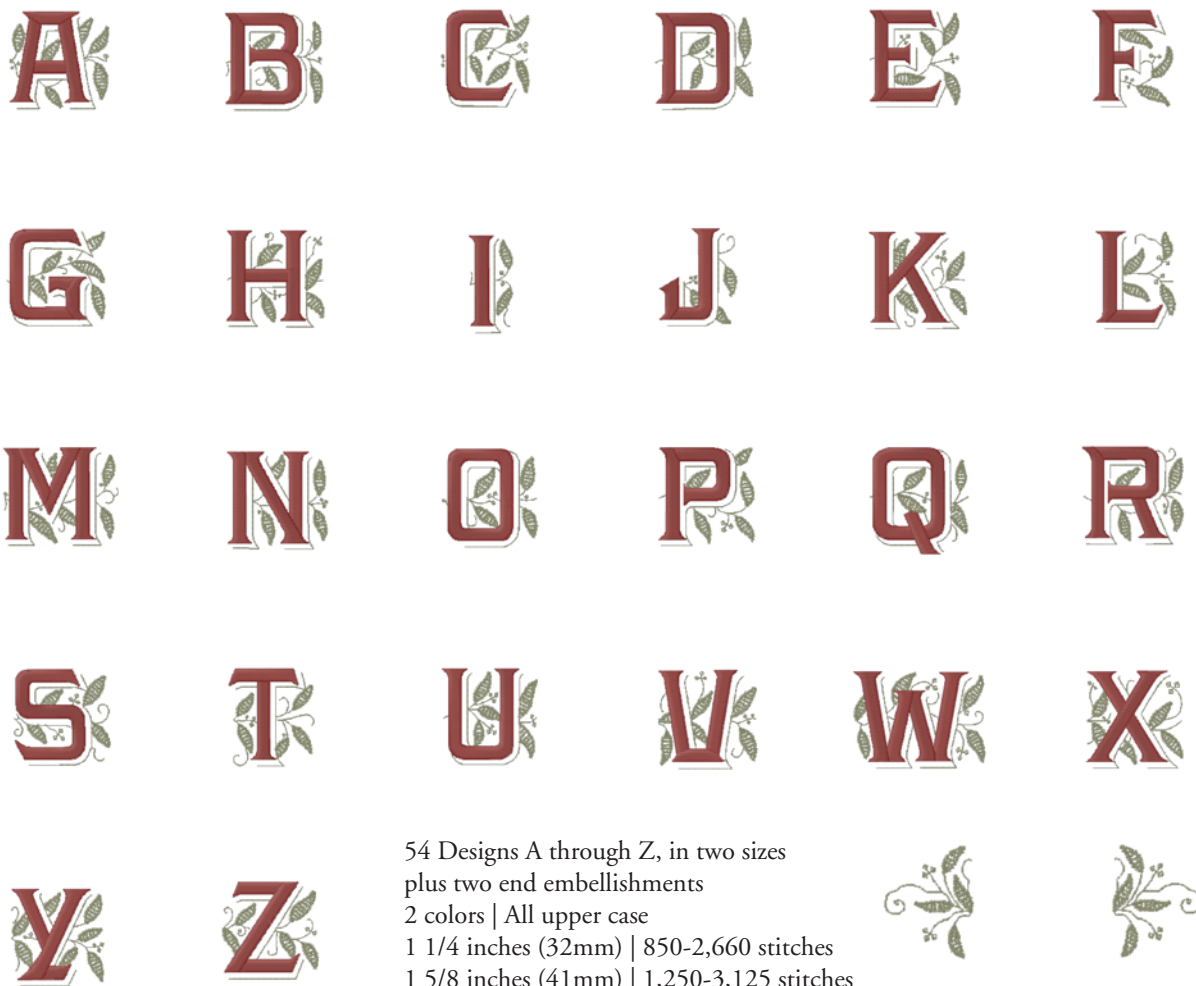 A B C D E F
G H I J K L
M N O P Q R
S T U V W X
Y Z
54 Designs A through Z, in two sizes
plus two end embellishments
2 colors | All upper case
1 1/4 inches (32mm) | 850-2,660 stitches
1 5/8 inches (41mm) | 1,250-3,125 stitches